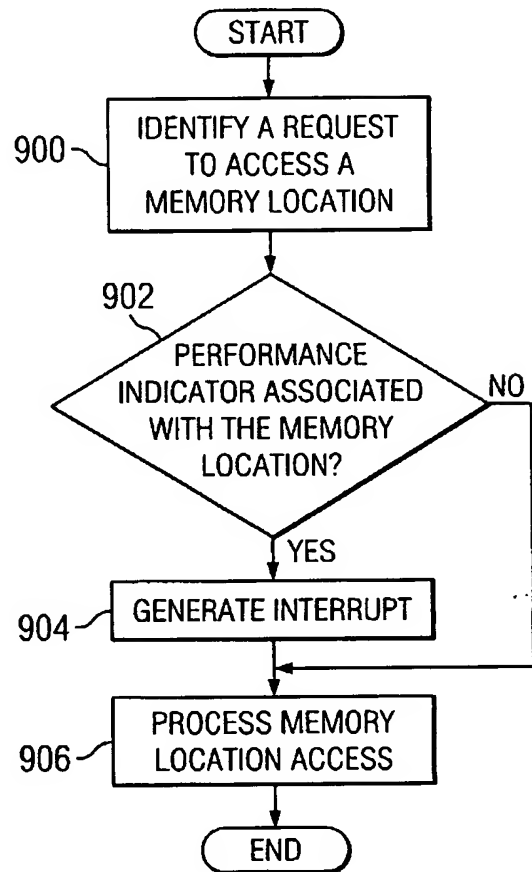 START
900
IDENTIFY A REQUEST
TO ACCESS A
MEMORY LOCATION
902
PERFORMANCE
INDICATOR ASSOCIATED
WITH THE MEMORY
LOCATION?
NO
YES
904
GENERATE INTERRUPT
906
PROCESS MEMORY
LOCATION ACCESS
END